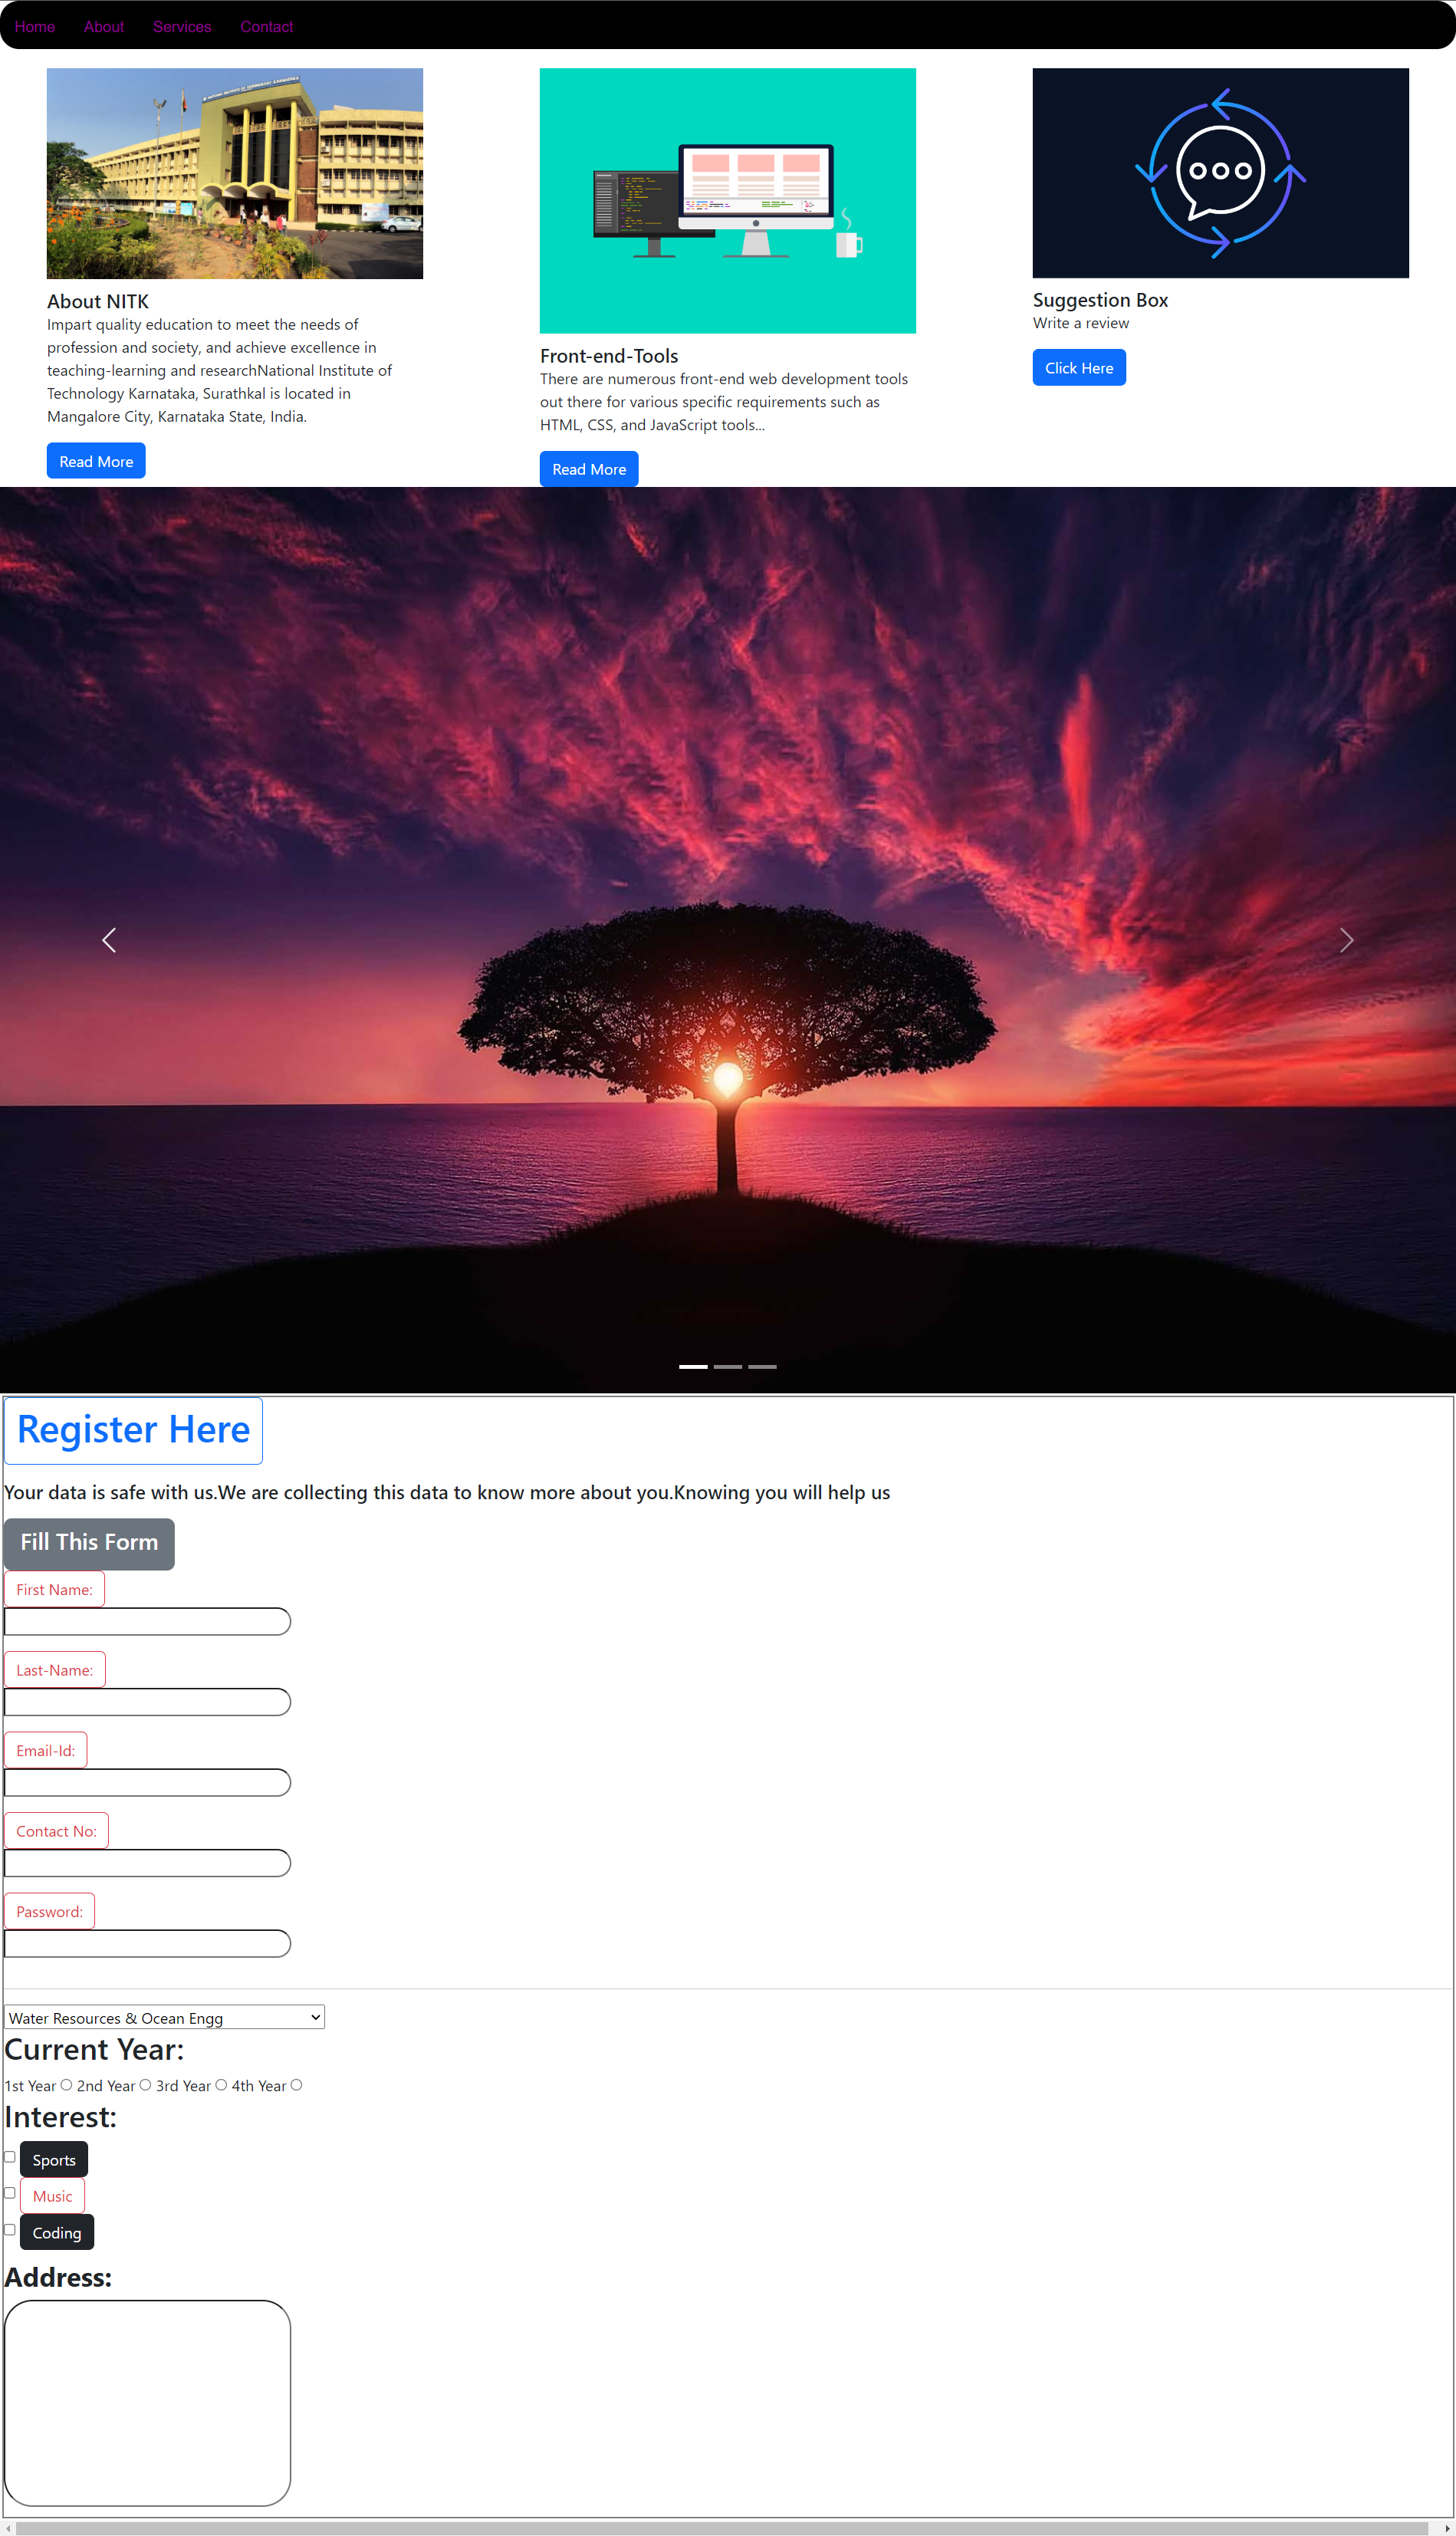 Home About Services Contact
About NITK
Impart quality education to meet the needs of
profession and society, and achieve excellence in
teaching-learning and researchNational Institute of
Technology Karnataka, Surathkal is located in
Mangalore City, Karnataka State, India.
Read More
Front-end-Tools
There are numerous front-end web development tools
out there for various specific requirements such as
HTML, CSS, and JavaScript tools...
Read More
Suggestion Box
Write a review
Click Here
Register Here
Your data is safe with us.We are collecting this data to know more about you.Knowing you will help us
Fill This Form
First Name:
Last-Name:
Email-Id:
Contact No:
Password:
Water Resources & Ocean Engg
Current Year:
1st Year 2nd Year 3rd Year 4th Year
Interest:
Sports
Music
Coding
Address: